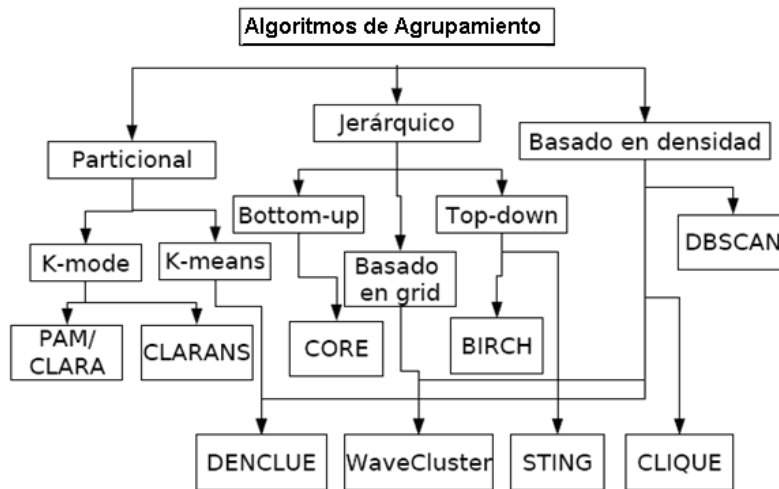 Algoritmos de Agrupamiento
Particional
Jerárquico
Basado en densidad
Bottom-up
Top-down
DBSCAN
K-mode
K-means
Basado
en grid
PAM/
CLARA
CLARANS
CORE
BIRCH
DENCLUE
WaveCluster
STING
CLIQUE